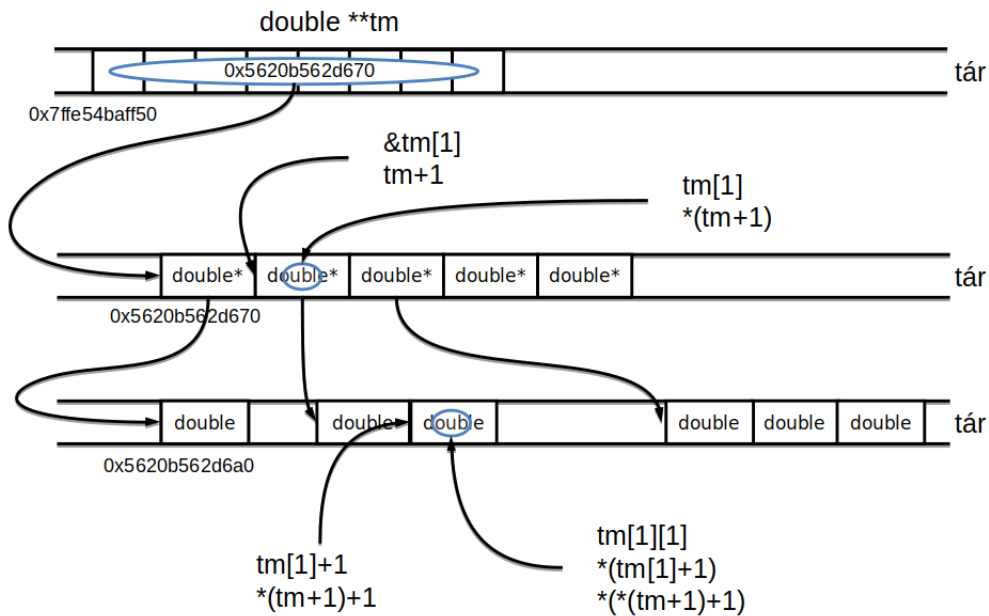 double **tm
0x5620b562d670
tár
0x7ffe54baff50
&tm[1]
tm+1
tm[1]
*(tm+1)
double*
double*
double*
double*
double*
tár
0x5620b562d670
double
double
double
double
double
double
tár
0x5620b562d6a0
tm[1]+1
*(tm+1)+1
tm[1][1]
*(tm[1]+1)
*(*(tm+1)+1)